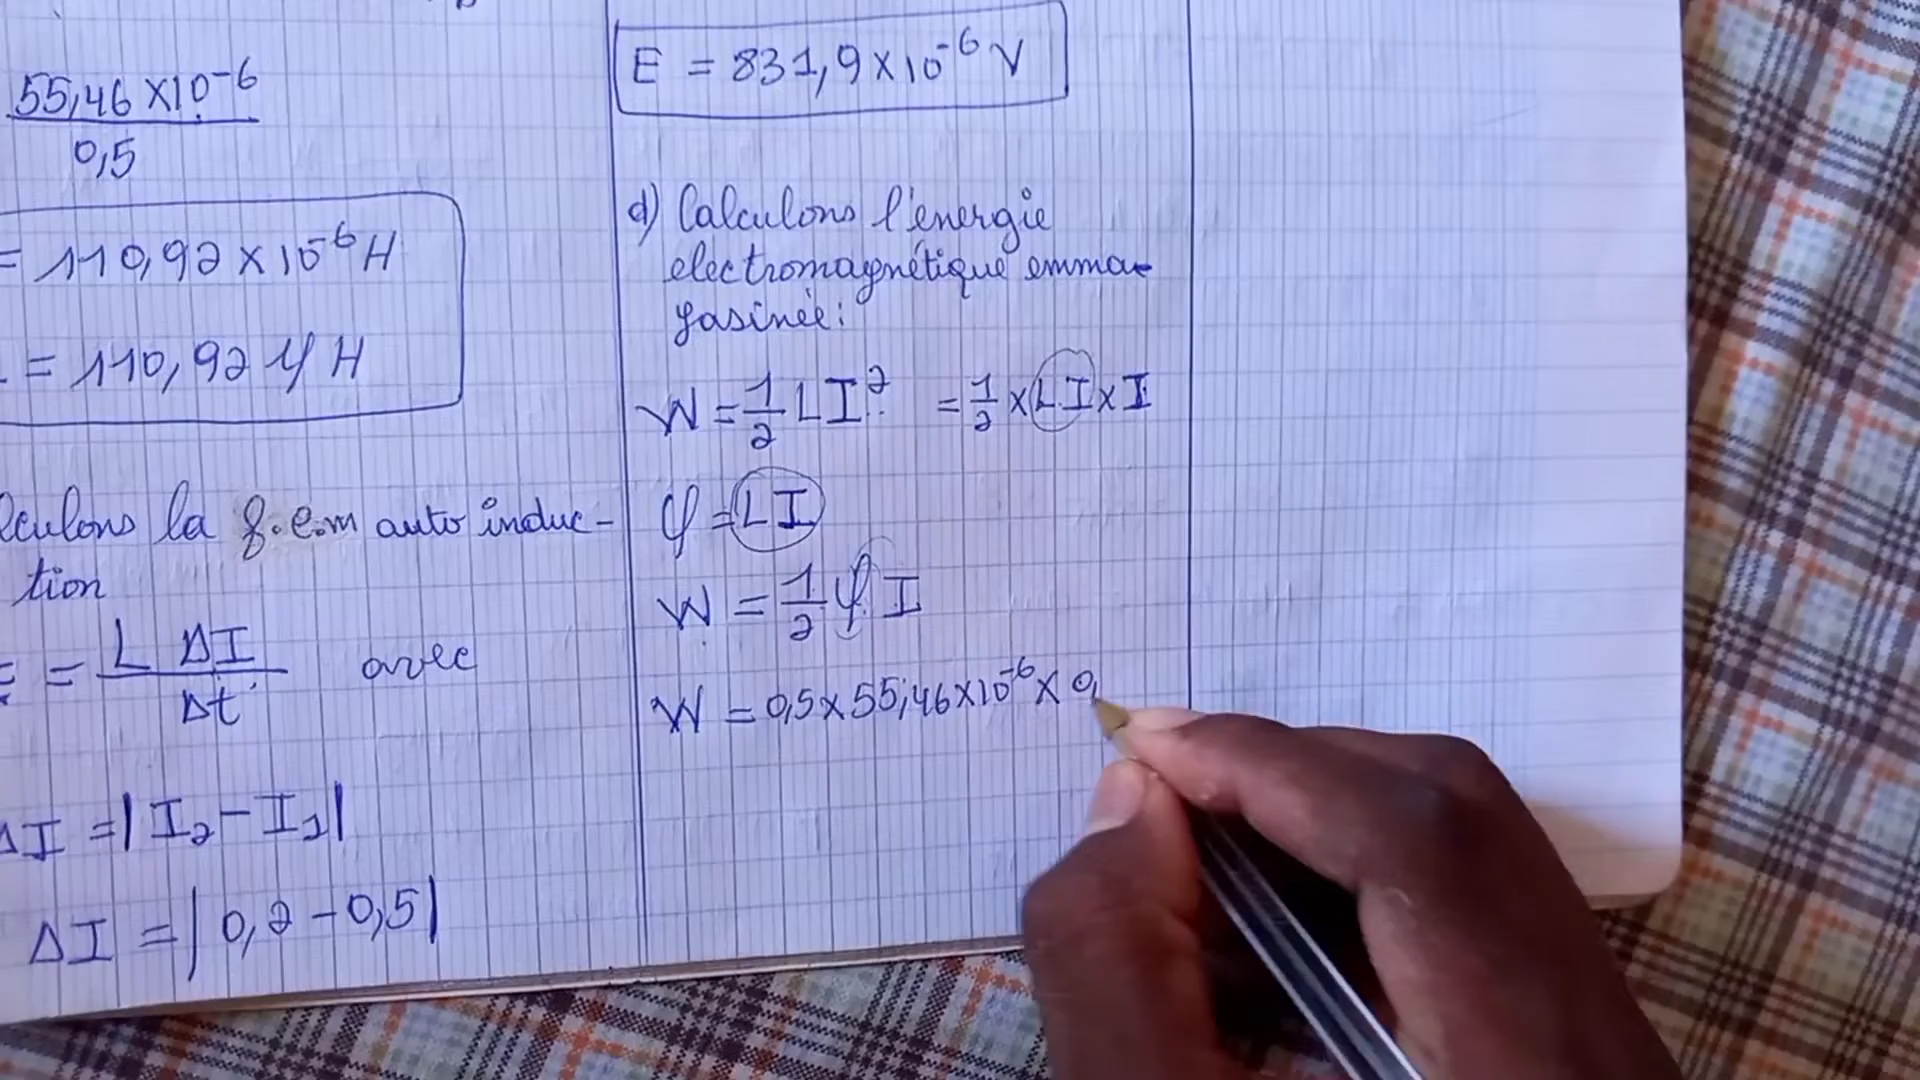 55,46 ×10⁻⁶
0,5
= 110,92 × 10⁻⁶ H
= 110,92 μ H
lculons la f.e.m auto induc-
tion
= L ΔI / Δt avec
ΔI = | I₂ - I₁ |
ΔI = | 0,2 - 0,5 |
E = 831,9 × 10⁻⁶ V
d) Calculons l'énergie
electromagnétique emma-
gasinée :
W = 1/2 L I² = 1/2 × L I × I
φ = L I
W = 1/2 φ I
W = 0,5 × 55,46 × 10⁻⁶ × 0,